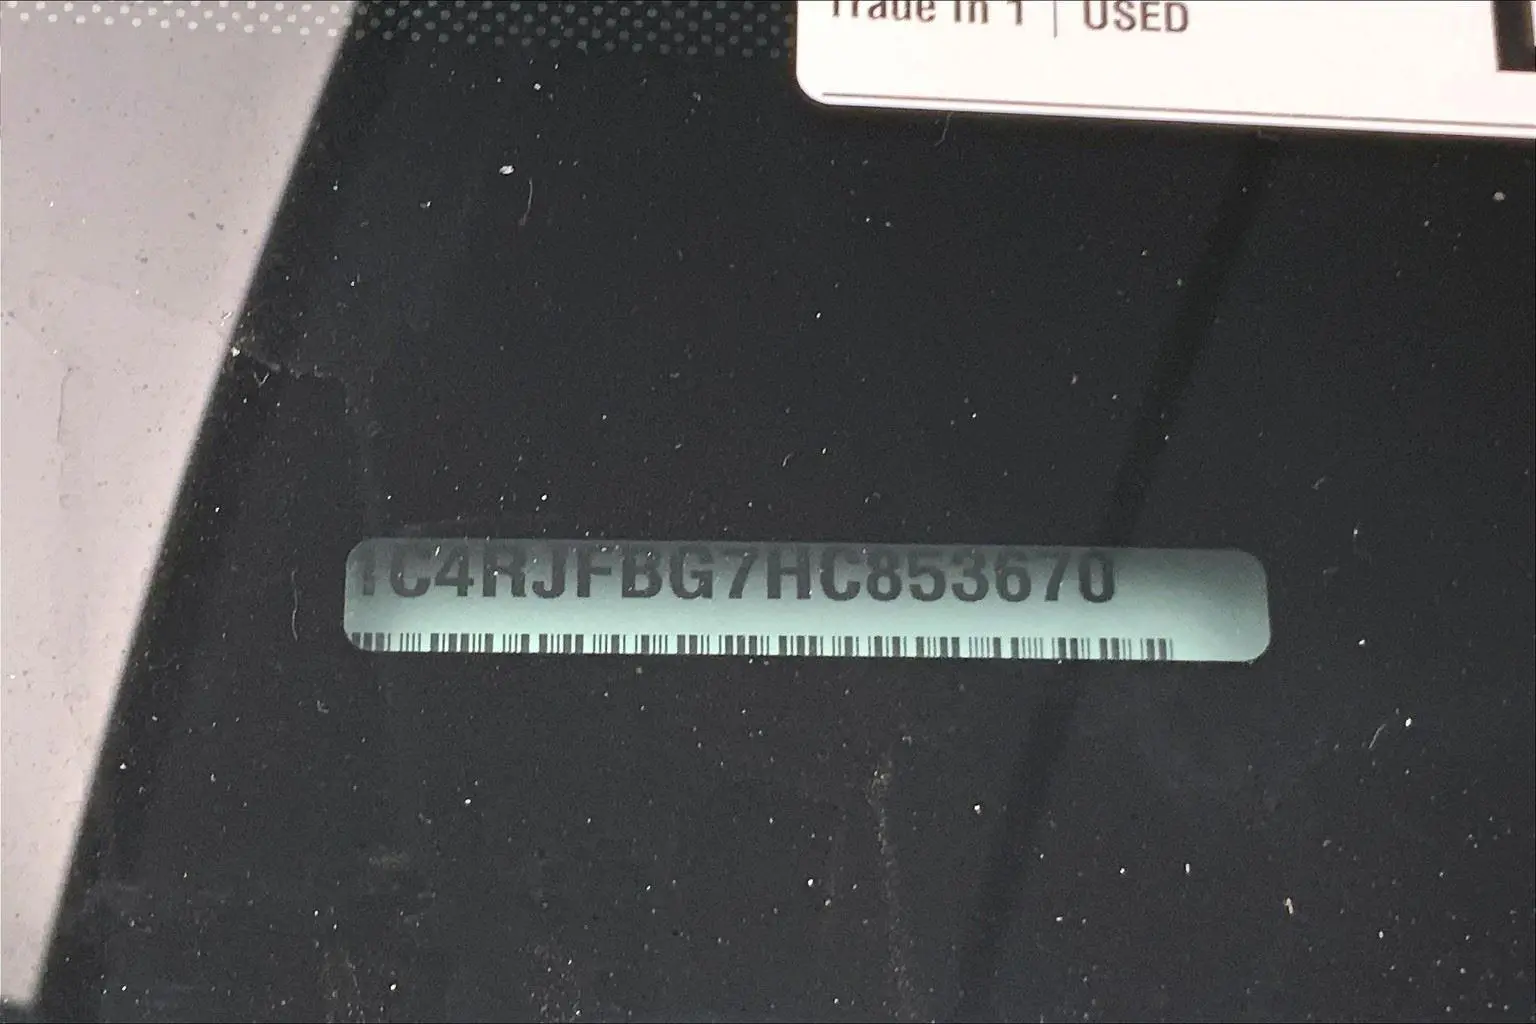 Trade In 1 | USED
1C4RJFBG7HC853670